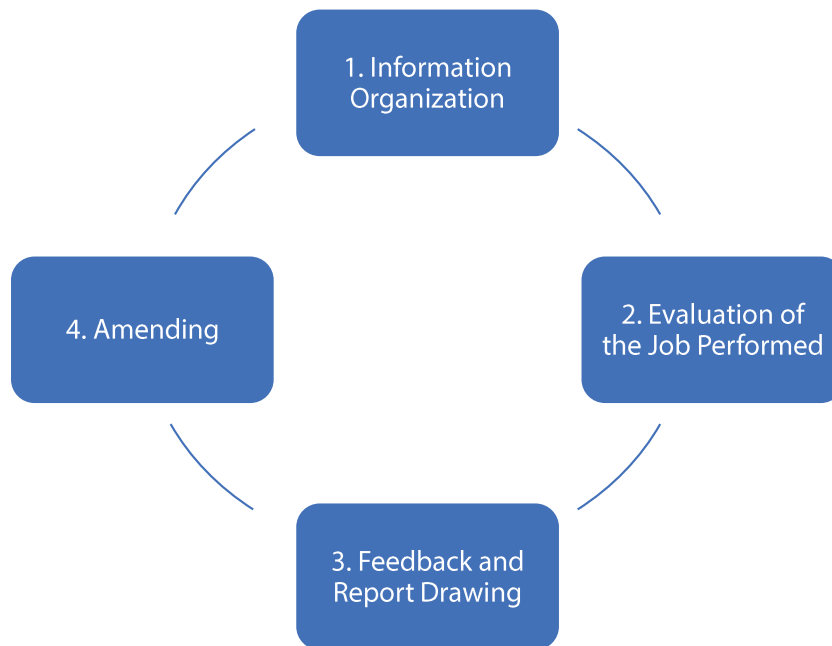 1. Information
Organization
2. Evaluation of
the Job Performed
3. Feedback and
Report Drawing
4. Amending